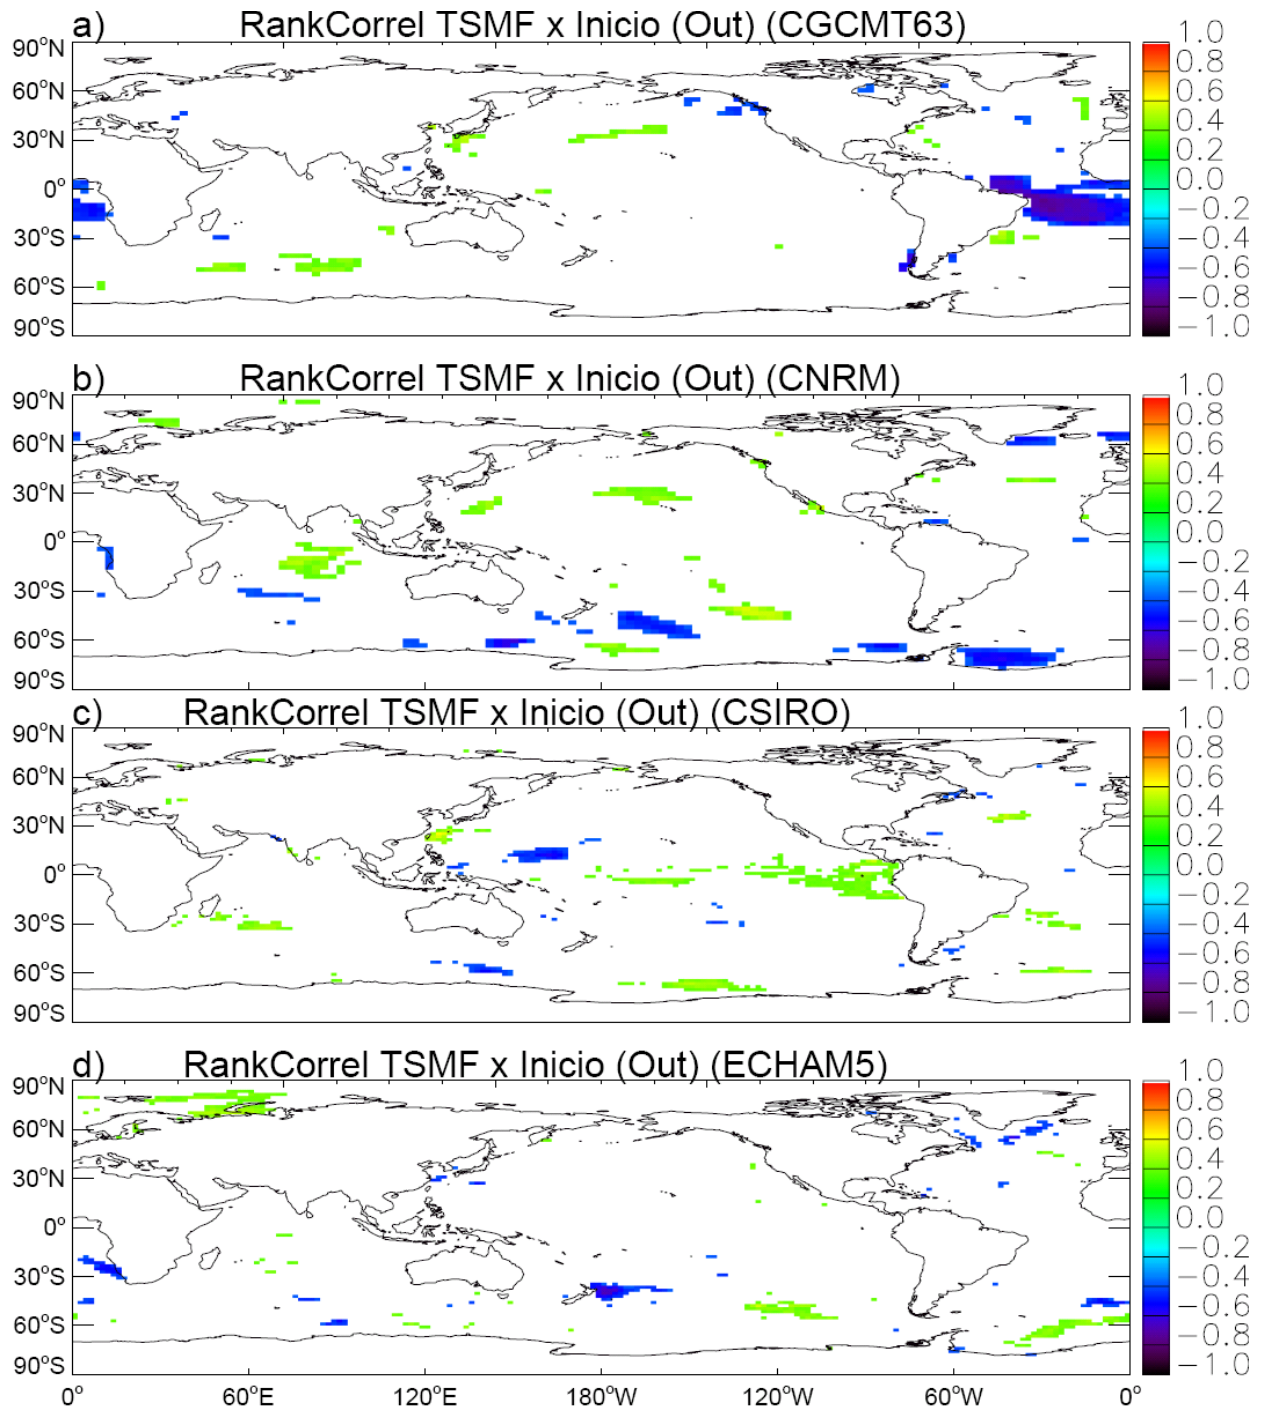 a) RankCorrel TSMF x Inicio (Out) (CGCMT63)
90°N
60°N
30°N
0°
30°S
60°S
90°S
1.0
0.8
0.6
0.4
0.2
0.0
−0.2
−0.4
−0.6
−0.8
−1.0
b) RankCorrel TSMF x Inicio (Out) (CNRM)
90°N
60°N
30°N
0°
30°S
60°S
90°S
1.0
0.8
0.6
0.4
0.2
0.0
−0.2
−0.4
−0.6
−0.8
−1.0
c) RankCorrel TSMF x Inicio (Out) (CSIRO)
90°N
60°N
30°N
0°
30°S
60°S
90°S
1.0
0.8
0.6
0.4
0.2
0.0
−0.2
−0.4
−0.6
−0.8
−1.0
d) RankCorrel TSMF x Inicio (Out) (ECHAM5)
90°N
60°N
30°N
0°
30°S
60°S
90°S
1.0
0.8
0.6
0.4
0.2
0.0
−0.2
−0.4
−0.6
−0.8
−1.0
0° 60°E 120°E 180°W 120°W 60°W 0°